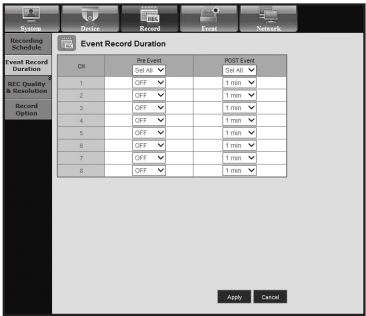 System Device Record Event Network
REC
Recording
Schedule
Event Record
Duration
REC Quality
& Resolution
Record
Option
Event Record Duration
CH Pre Event POST Event
Sel All Sel All
1 OFF 1 min
2 OFF 1 min
3 OFF 1 min
4 OFF 1 min
5 OFF 1 min
6 OFF 1 min
7 OFF 1 min
8 OFF 1 min
Apply Cancel